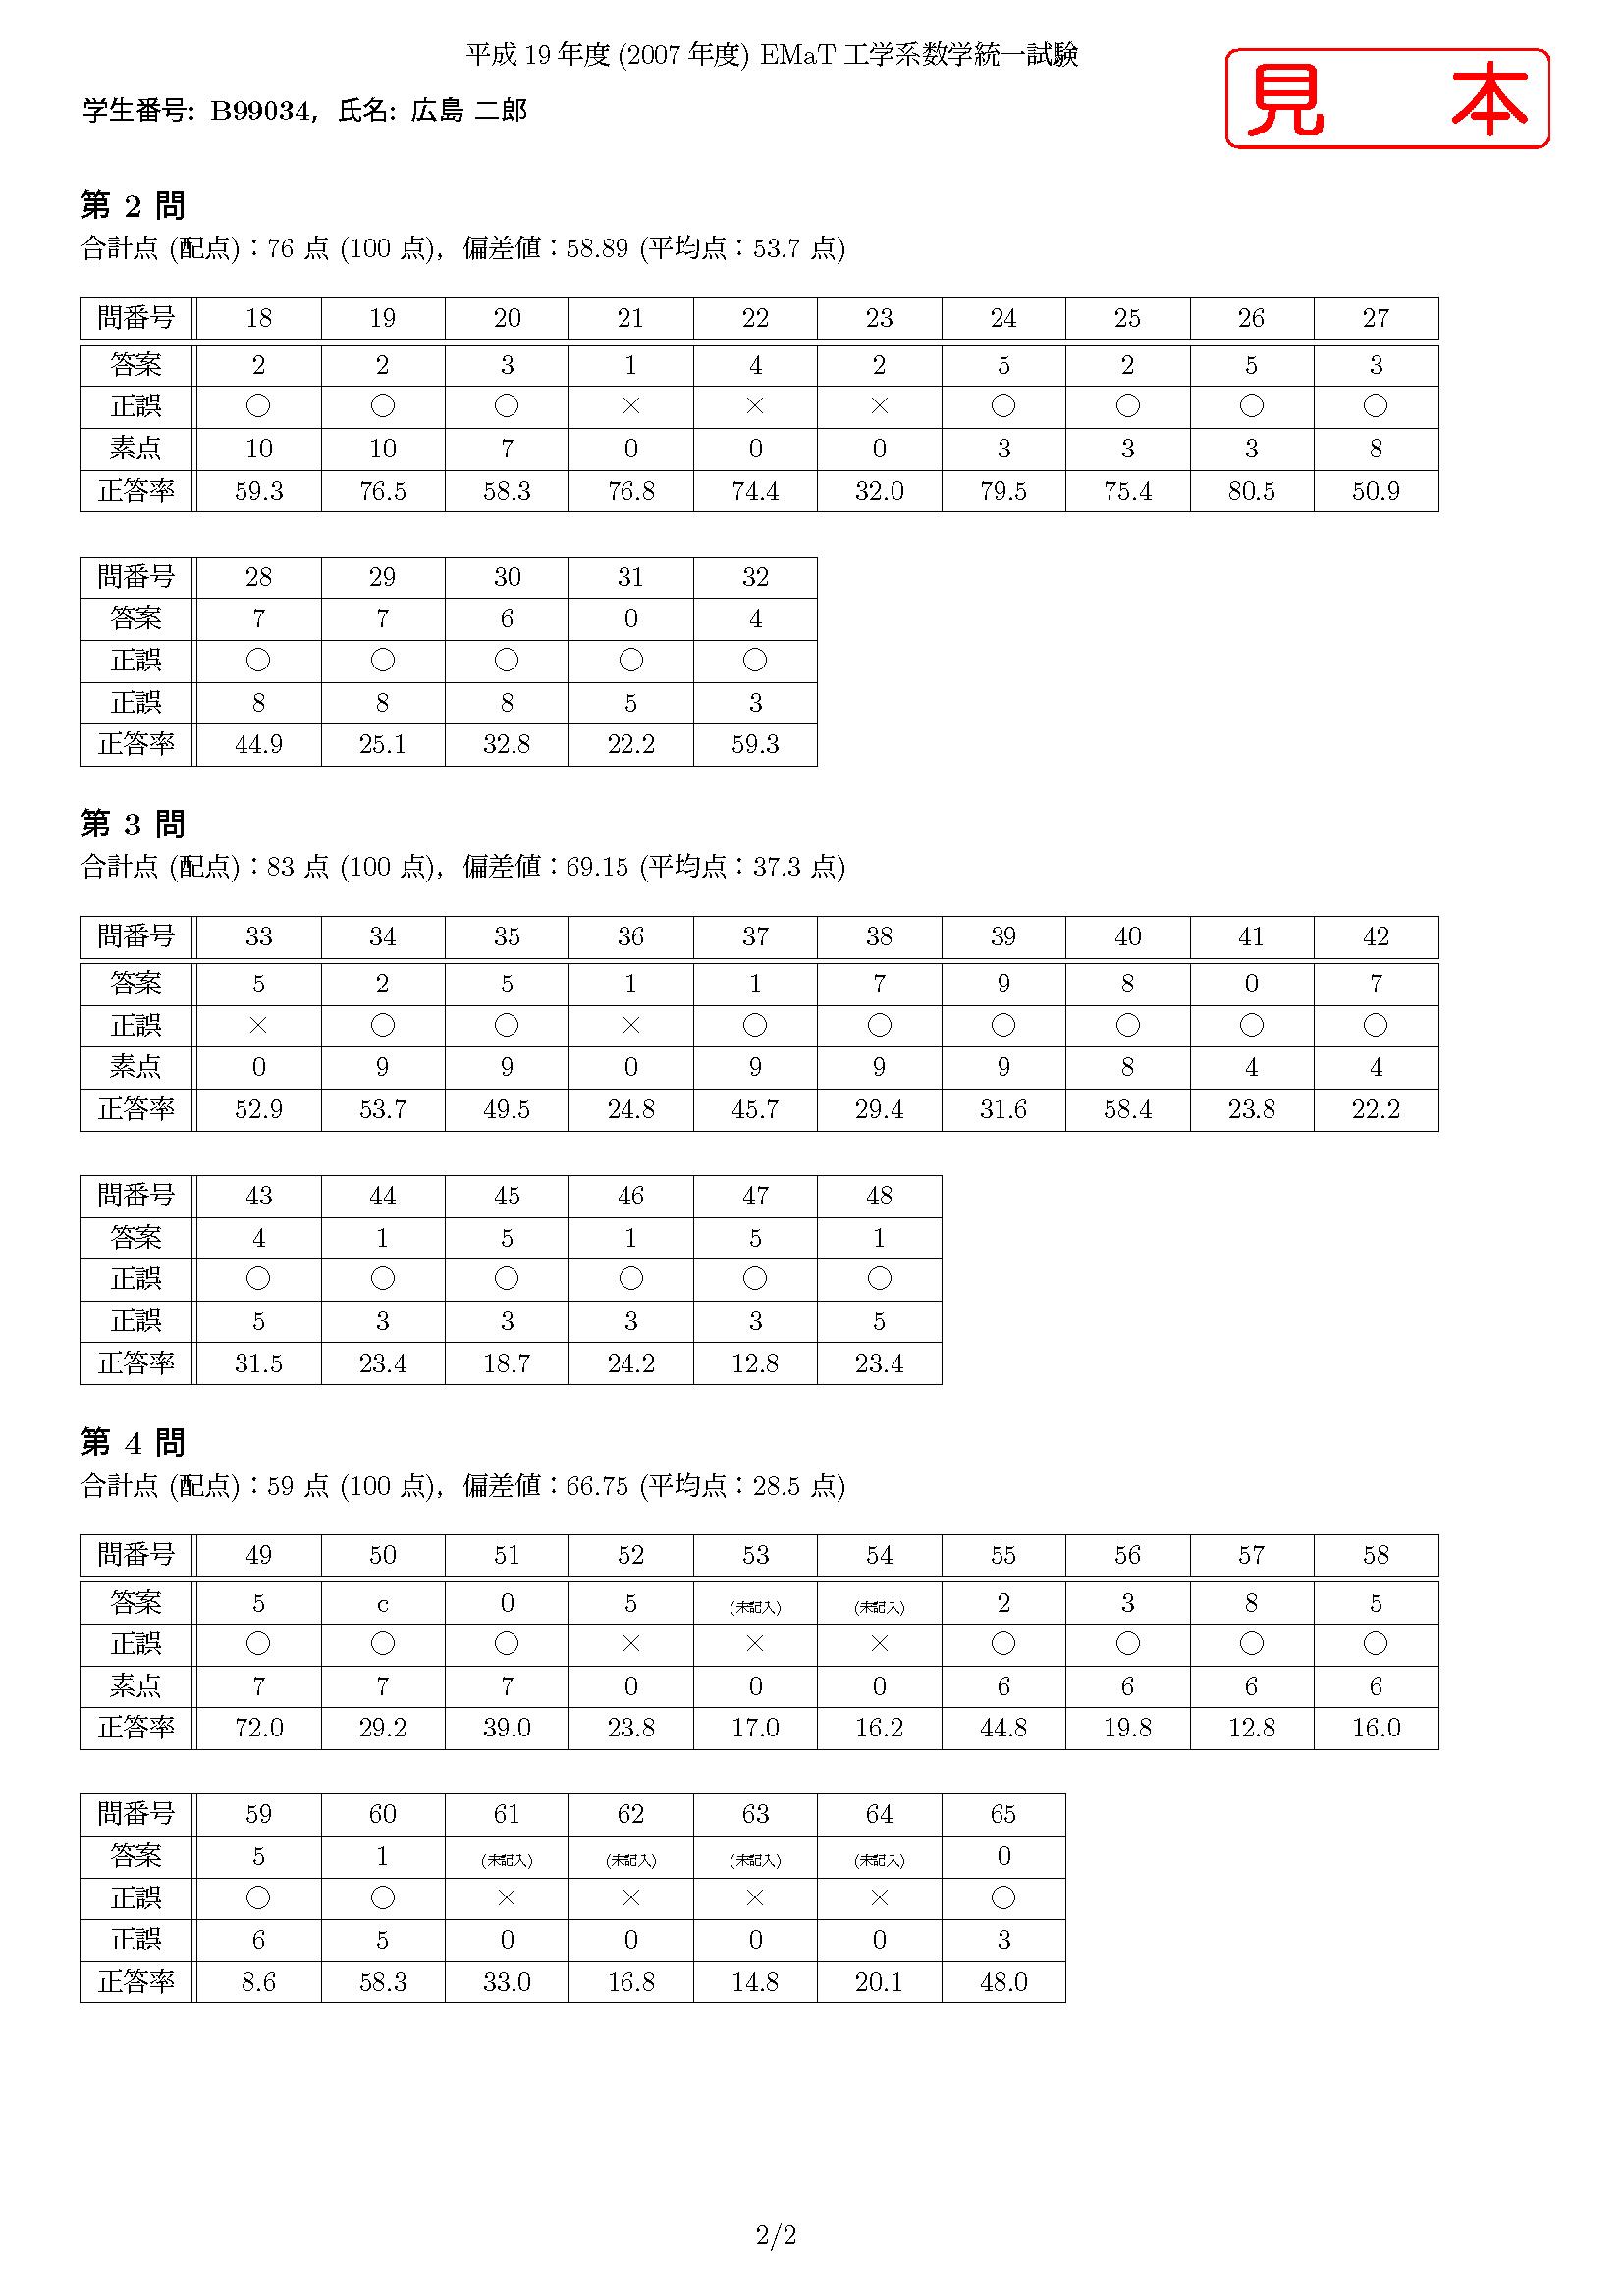 平成 19 年度 (2007 年度) EMaT 工学系数学統一試験
見 本
学生番号: B99034, 氏名: 広島 二郎
第 2 問
合計点 (配点) : 76 点 (100 点), 偏差値 : 58.89 (平均点 : 53.7 点)
問番号 18 19 20 21 22 23 24 25 26 27
答案 2 2 3 1 4 2 5 2 5 3
正誤 ○ ○ ○ × × × ○ ○ ○ ○
素点 10 10 7 0 0 0 3 3 3 8
正答率 59.3 76.5 58.3 76.8 74.4 32.0 79.5 75.4 80.5 50.9
問番号 28 29 30 31 32
答案 7 7 6 0 4
正誤 ○ ○ ○ ○ ○
正誤 8 8 8 5 3
正答率 44.9 25.1 32.8 22.2 59.3
第 3 問
合計点 (配点) : 83 点 (100 点), 偏差値 : 69.15 (平均点 : 37.3 点)
問番号 33 34 35 36 37 38 39 40 41 42
答案 5 2 5 1 1 7 9 8 0 7
正誤 × ○ ○ × ○ ○ ○ ○ ○ ○
素点 0 9 9 0 9 9 9 8 4 4
正答率 52.9 53.7 49.5 24.8 45.7 29.4 31.6 58.4 23.8 22.2
問番号 43 44 45 46 47 48
答案 4 1 5 1 5 1
正誤 ○ ○ ○ ○ ○ ○
正誤 5 3 3 3 3 5
正答率 31.5 23.4 18.7 24.2 12.8 23.4
第 4 問
合計点 (配点) : 59 点 (100 点), 偏差値 : 66.75 (平均点 : 28.5 点)
問番号 49 50 51 52 53 54 55 56 57 58
答案 5 c 0 5 (未記入) (未記入) 2 3 8 5
正誤 ○ ○ ○ × × × ○ ○ ○ ○
素点 7 7 7 0 0 0 6 6 6 6
正答率 72.0 29.2 39.0 23.8 17.0 16.2 44.8 19.8 12.8 16.0
問番号 59 60 61 62 63 64 65
答案 5 1 (未記入) (未記入) (未記入) (未記入) 0
正誤 ○ ○ × × × × ○
正誤 6 5 0 0 0 0 3
正答率 8.6 58.3 33.0 16.8 14.8 20.1 48.0
2/2